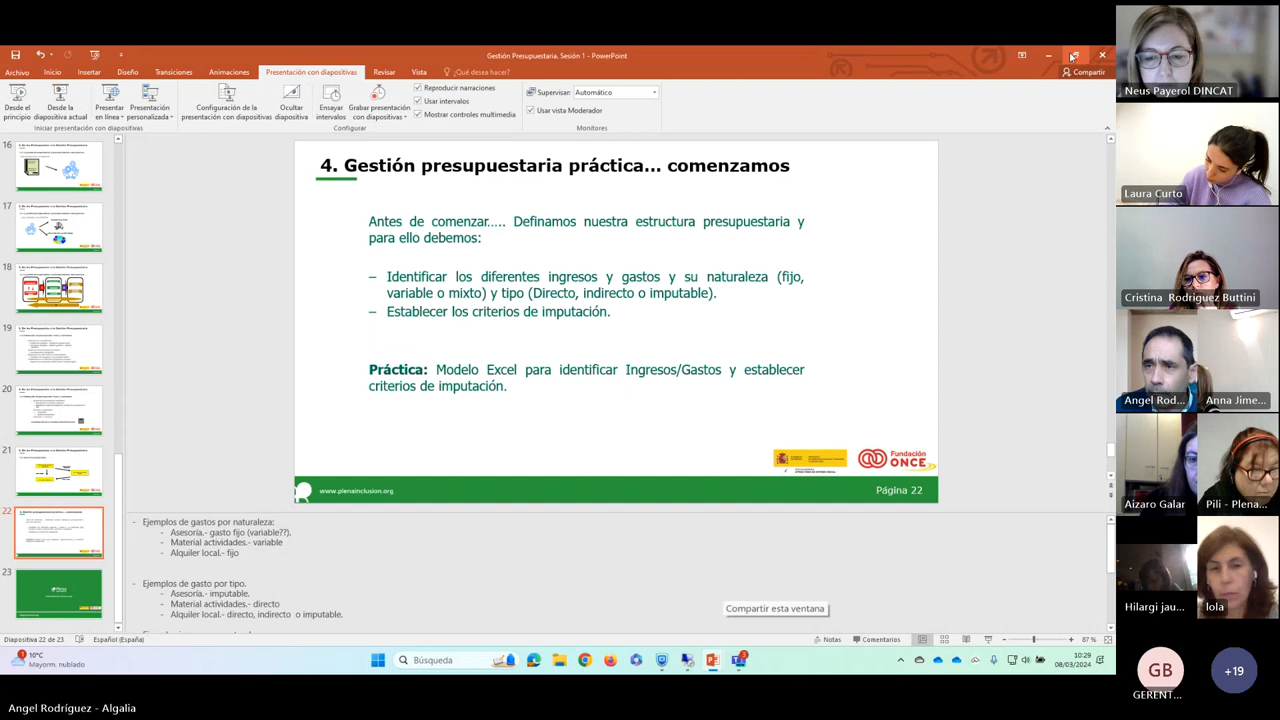 Gestión Presupuestaria. Sesión 1 - PowerPoint
Archivo Inicio Insertar Diseño Transiciones Animaciones Presentación con diapositivas Revisar Vista ¿Qué desea hacer? Compartir
Desde el principio
Desde la diapositiva actual
Presentar en línea
Presentación personalizada
Iniciar presentación con diapositivas
Configuración de la presentación con diapositivas
Ocultar diapositiva
Ensayar intervalos
Grabar presentación con diapositivas
Reproducir narraciones
Usar intervalos
Mostrar controles multimedia
Configurar
Supervisar: Automático
Usar vista Moderador
Monitores
16
17
18
19
20
21
22
23
4. Gestión presupuestaria práctica... comenzamos
Antes de comenzar..... Definamos nuestra estructura presupuestaria y
para ello debemos:
– Identificar los diferentes ingresos y gastos y su naturaleza (fijo,
variable o mixto) y tipo (Directo, indirecto o imputable).
– Establecer los criterios de imputación.
Práctica: Modelo Excel para identificar Ingresos/Gastos y establecer
criterios de imputación.
Fundación
ONCE
www.plenainclusion.org
Página 22
- Ejemplos de gastos por naturaleza:
- Asesoría.- gasto fijo (variable??),
- Material actividades.- variable
- Alquiler local.- fijo
- Ejemplos de gasto por tipo.
- Asesoría.- imputable.
- Material actividades.- directo
- Alquiler local.- directo, indirecto o imputable.
Compartir esta ventana
Diapositiva 22 de 23 Español (España) Notas Comentarios 87 %
10°C
Mayorm. nublado
Búsqueda
10:29
08/03/2024
Angel Rodríguez - Algalia
Neus Payerol DINCAT
Laura Curto
Cristina Rodriguez Buttini
Angel Rod... Anna Jime...
Aizaro Galar Pili - Plena...
Hilargi jau... lola
GB +19
GERENT...